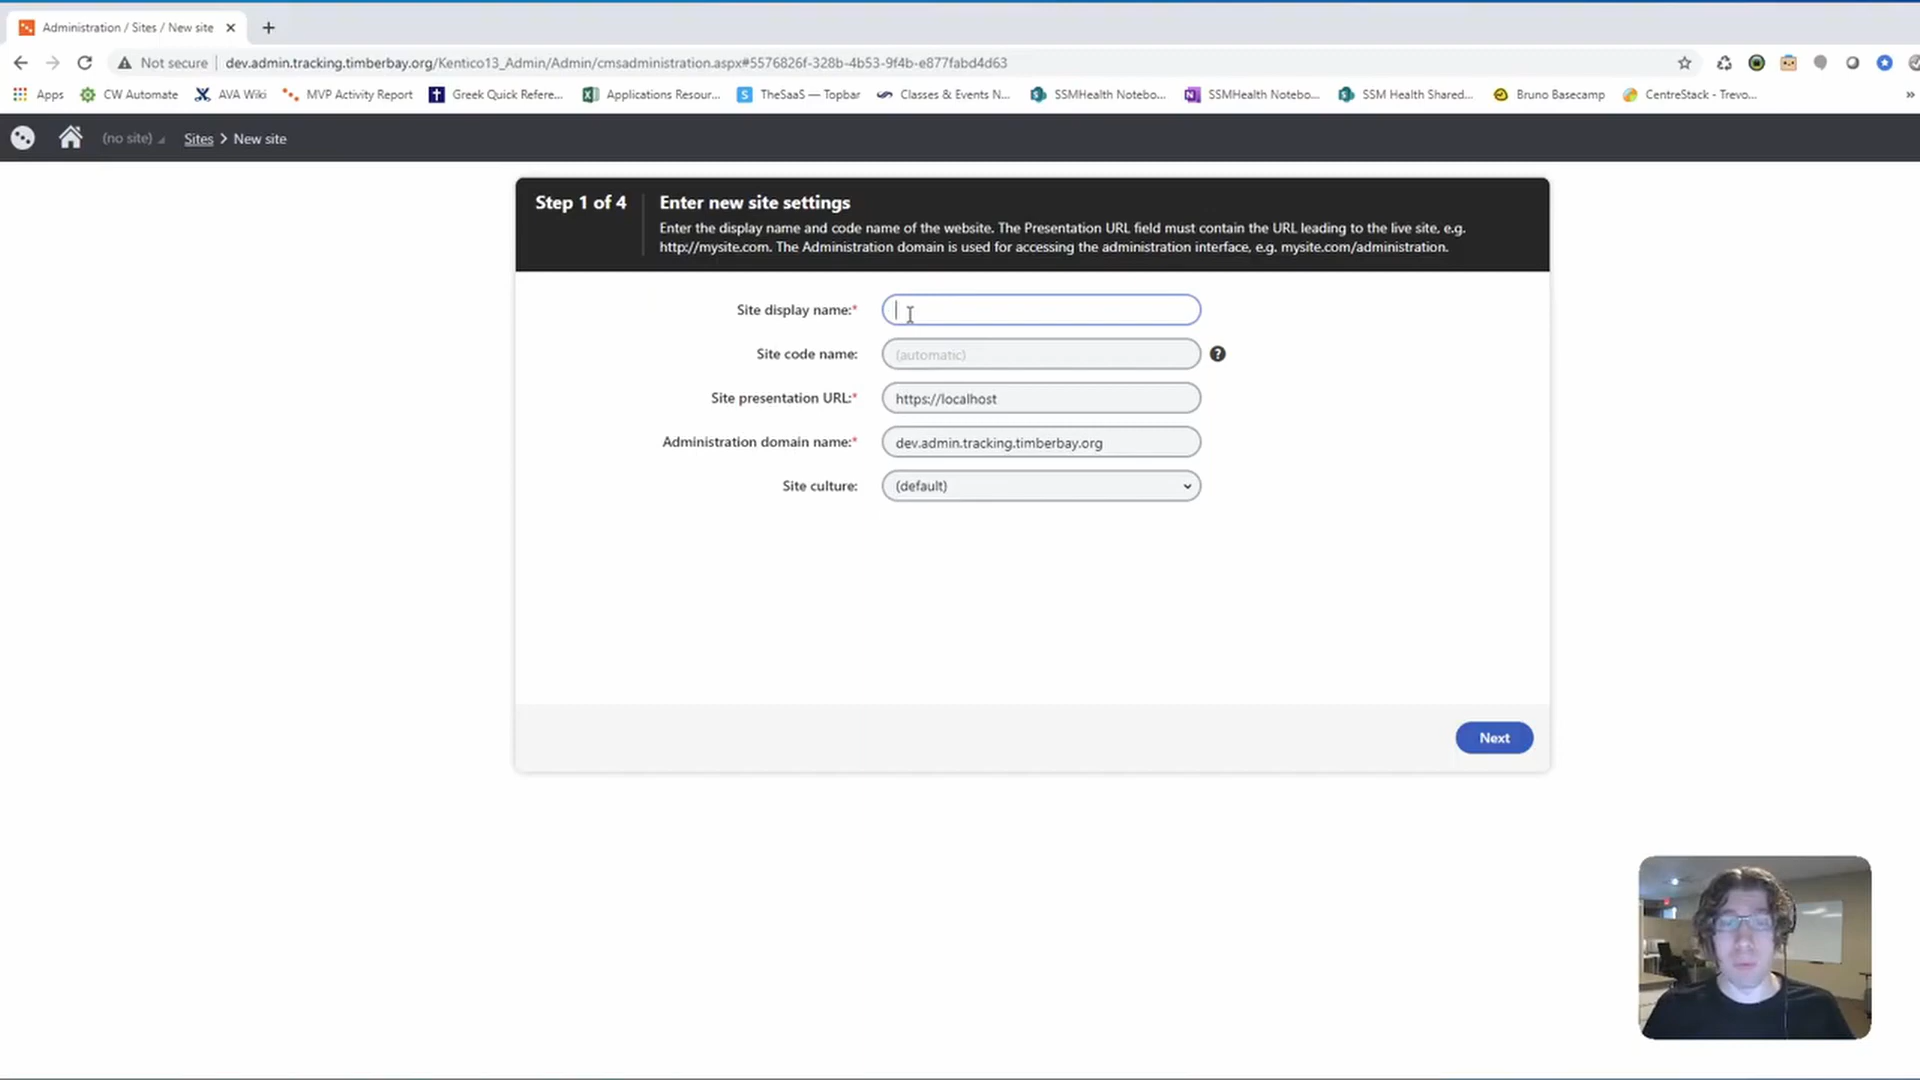 Administration / Sites / New site
Not secure dev.admin.tracking.timberbay.org/Kentico13_Admin/Admin/cmsadministration.aspx#5576826f-328b-4b53-9f4b-e877fabd4d63
Apps CW Automate AVA Wiki MVP Activity Report Greek Quick Refere... Applications Resour... TheSaaS — Topbar Classes & Events N... SSMHealth Notebo... SSMHealth Notebo... SSM Health Shared... Bruno Basecamp CentreStack - Trevo... »
(no site) Sites > New site
Step 1 of 4 Enter new site settings
Enter the display name and code name of the website. The Presentation URL field must contain the URL leading to the live site, e.g.
http://mysite.com. The Administration domain is used for accessing the administration interface, e.g. mysite.com/administration.
Site display name:*
Site code name: (automatic) ?
Site presentation URL:* https://localhost
Administration domain name:* dev.admin.tracking.timberbay.org
Site culture: (default)
Next